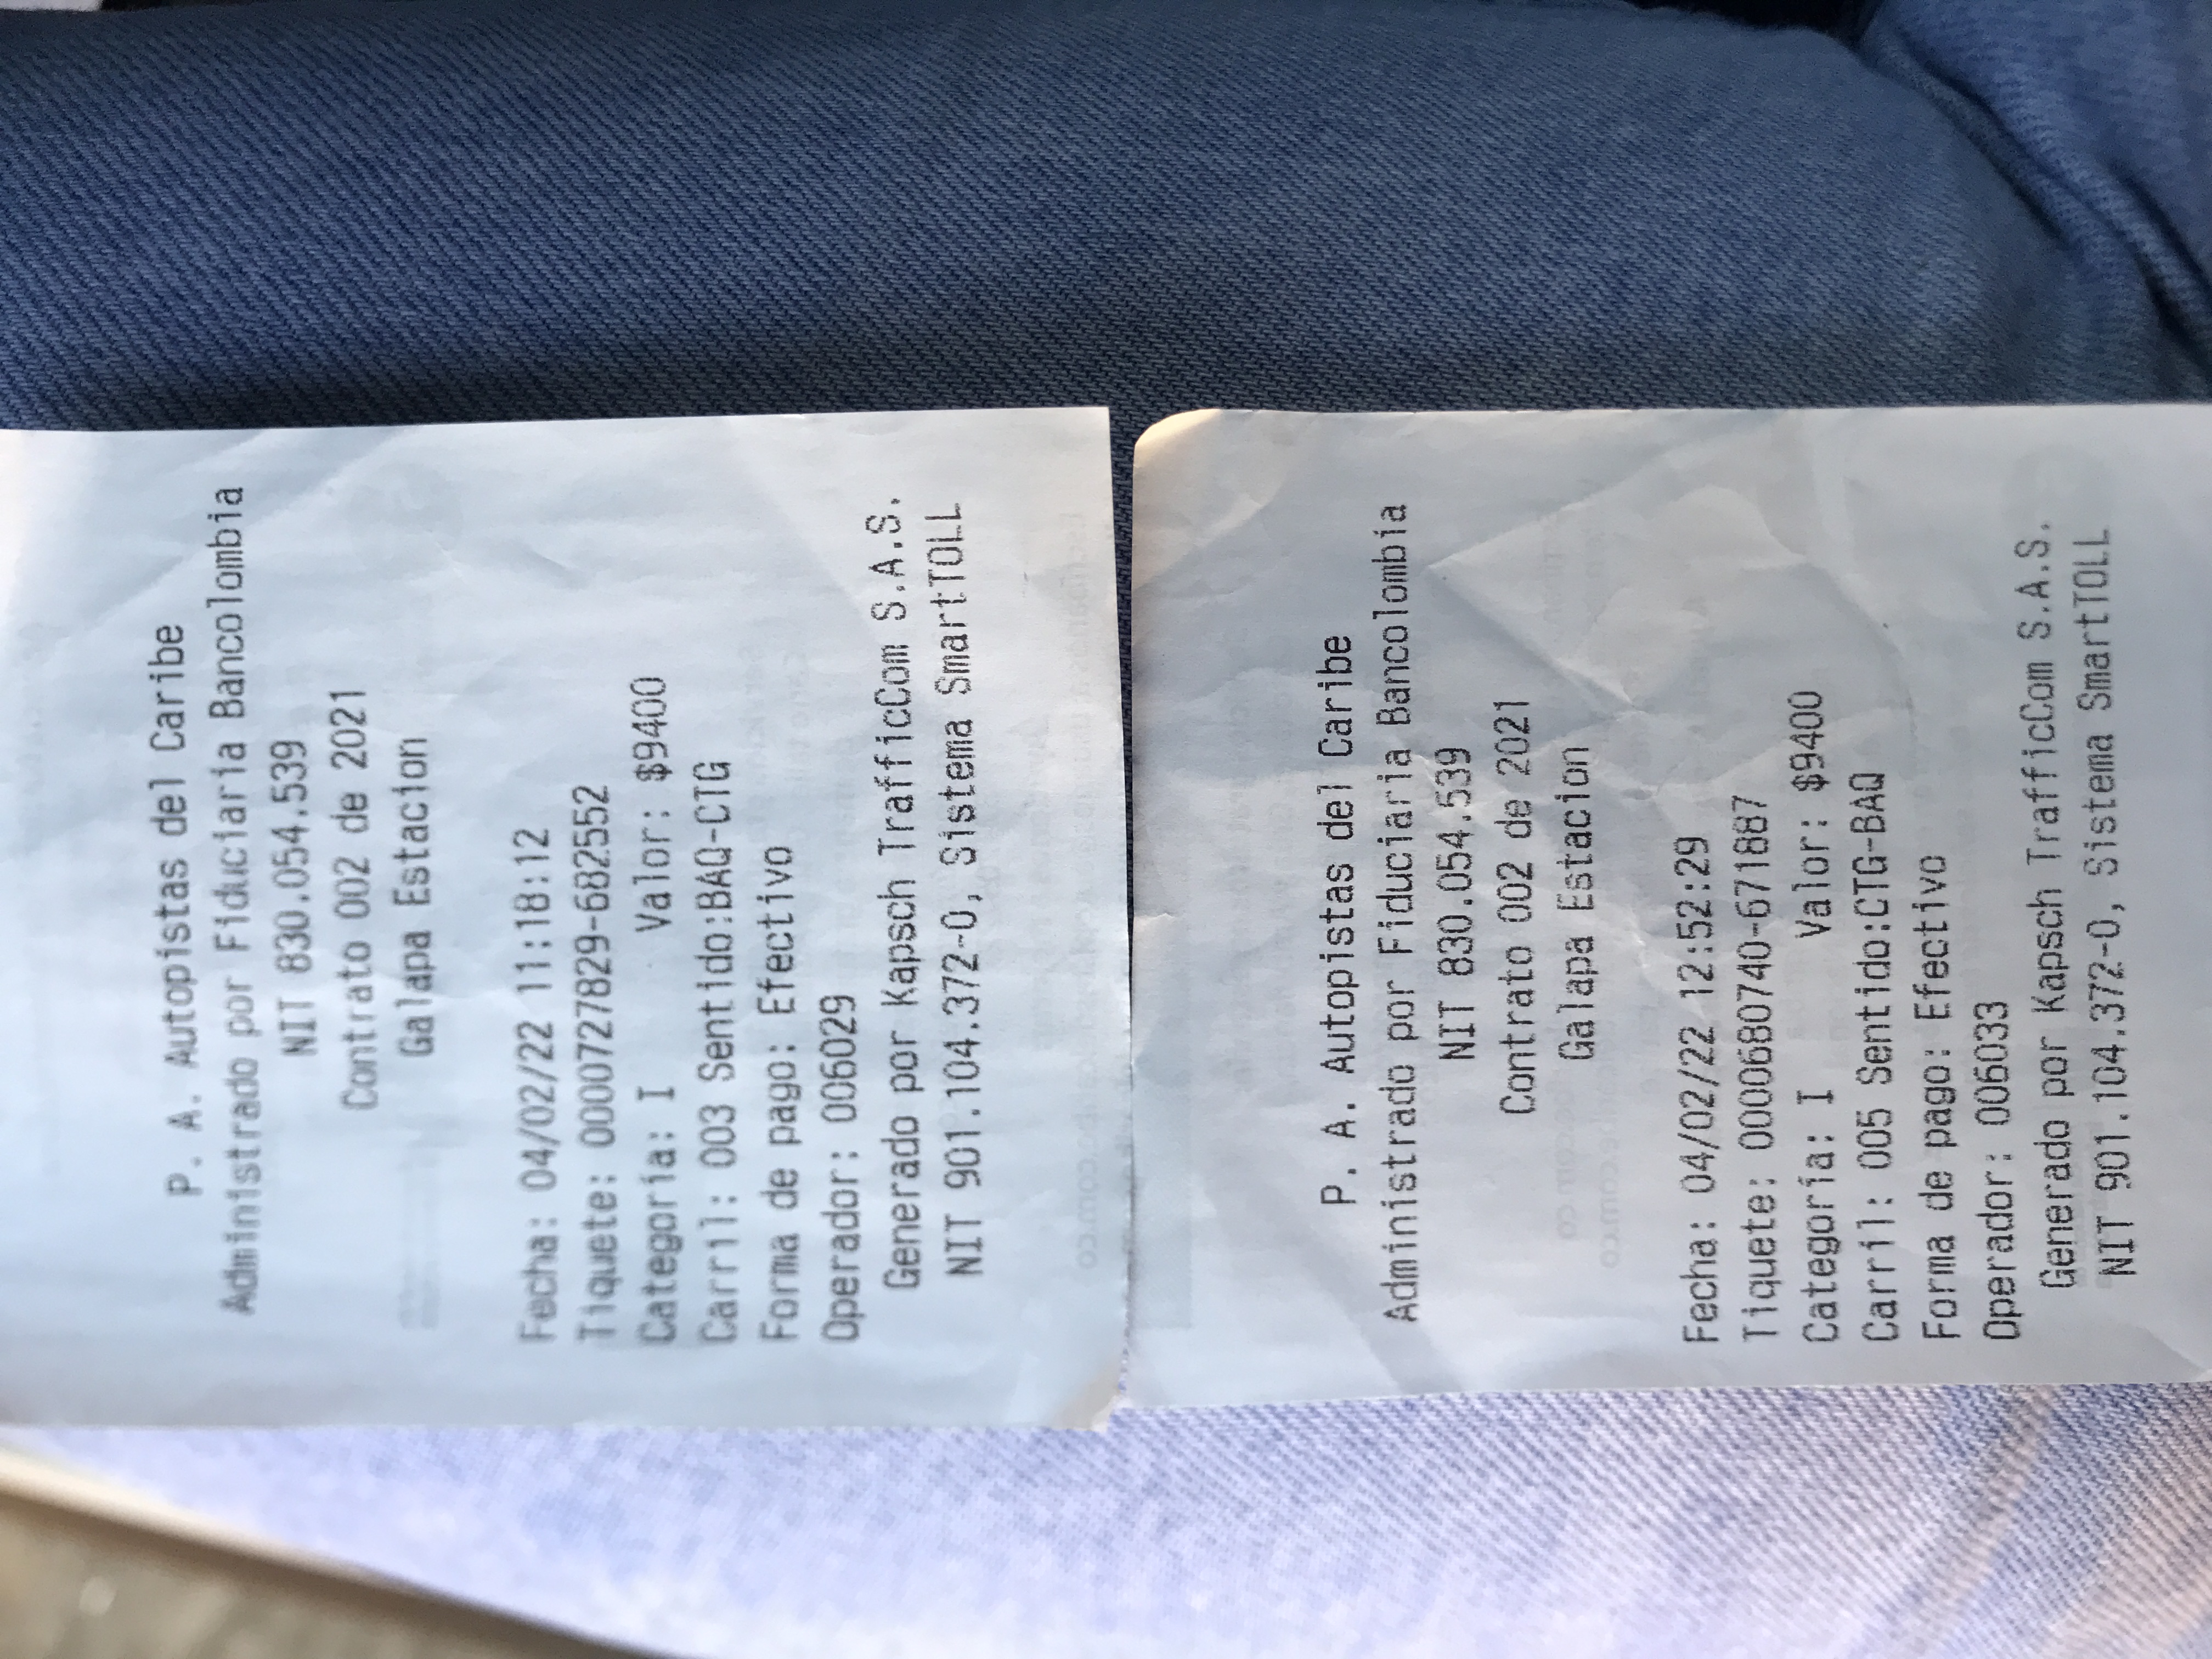 P. A. Autopistas del Caribe
Administrado por Fiduciaria Bancolombia
NIT 830.054.539
Contrato 002 de 2021
Galapa Estacion
Fecha: 04/02/22 11:18:12
Tiquete: 0000727829-682552
Categoría: I Valor: $9400
Carril: 003 Sentido:BAQ-CTG
Forma de pago: Efectivo
Operador: 006029
Generado por Kapsch TrafficCom S.A.S.
NIT 901.104.372-0, Sistema SmartTOLL
P. A. Autopistas del Caribe
Administrado por Fiduciaria Bancolombia
NIT 830.054.539
Contrato 002 de 2021
Galapa Estacion
Fecha: 04/02/22 12:52:29
Tiquete: 0000680740-671887
Categoría: I Valor: $9400
Carril: 005 Sentido:CTG-BAQ
Forma de pago: Efectivo
Operador: 006033
Generado por Kapsch TrafficCom S.A.S.
NIT 901.104.372-0, Sistema SmartTOLL